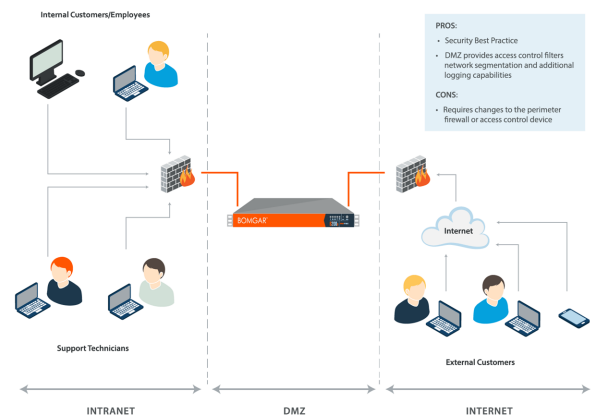 Internal Customers/Employees
PROS:
• Security Best Practice
• DMZ provides access control filters
network segmentation and additional
logging capabilities
CONS:
• Requires changes to the perimeter
firewall or access control device
BOMGAR
Internet
Support Technicians
External Customers
INTRANET
DMZ
INTERNET